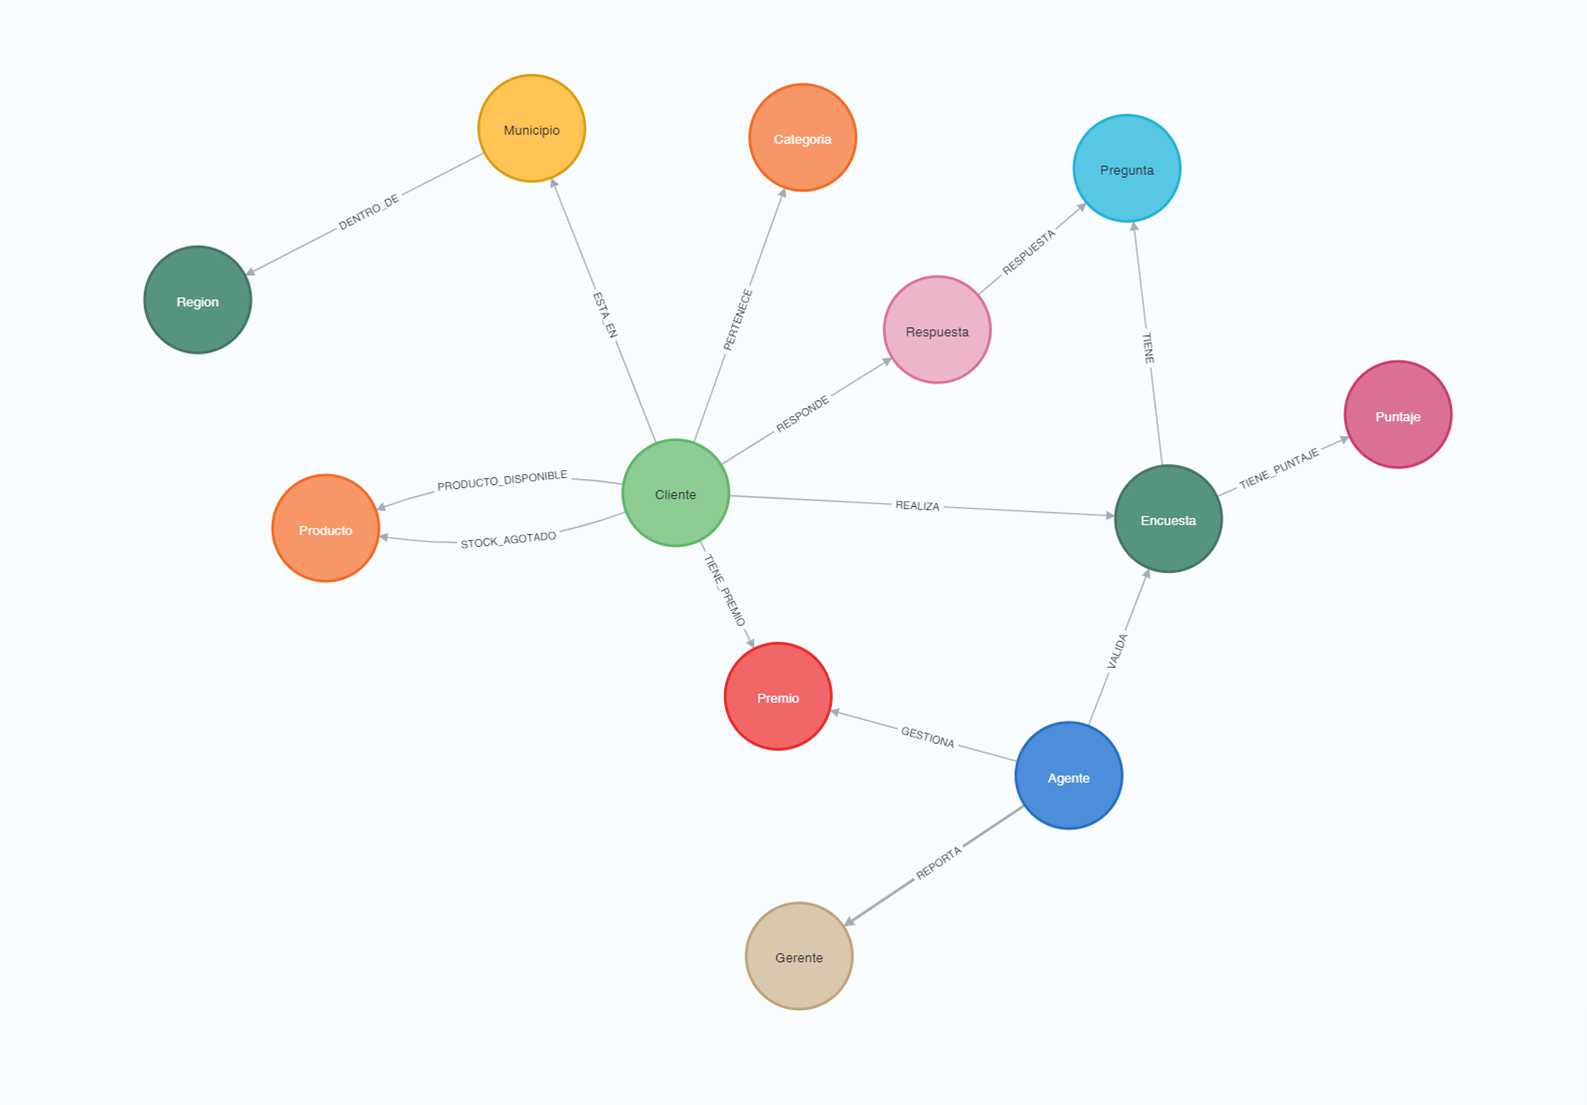 Municipio
Categoria
Pregunta
DENTRO_DE
RESPUESTA
Region
ESTA_EN
PERTENECE
Respuesta
TIENE
RESPONDE
Puntaje
PRODUCTO_DISPONIBLE
TIENE_PUNTAJE
Cliente
REALIZA
Producto
Encuesta
STOCK_AGOTADO
TIENE_PREMIO
VALIDA
Premio
GESTIONA
Agente
REPORTA
Gerente